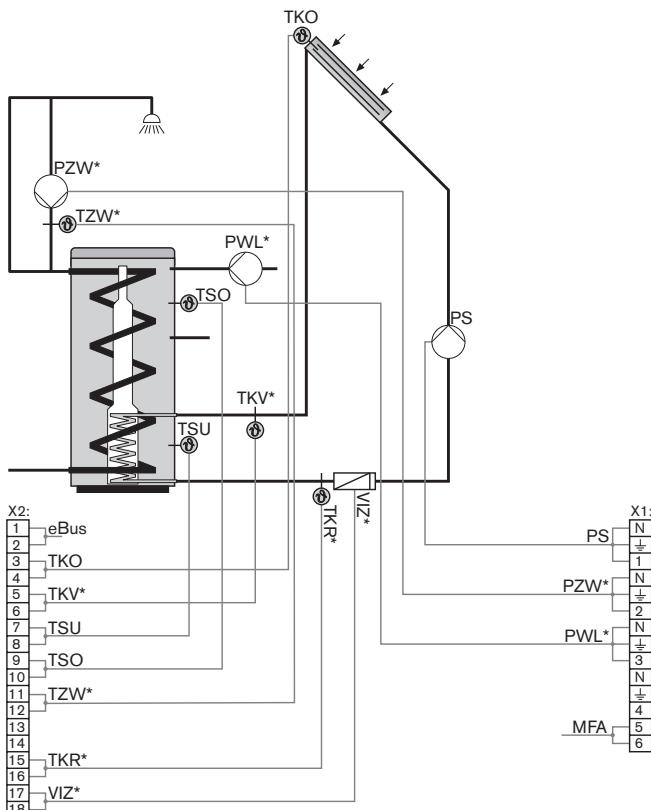 TKO
PZW*
TZW*
PWL*
TSO
PS
TKV*
TSU
VIZ*
TKR*
X2:
1
2
eBus
3
4
TKO
5
6
TKV*
7
8
TSU
9
10
TSO
11
12
TZW*
13
14
15
16
TKR*
17
18
VIZ*
X1:
PS
N
1
PZW*
N
2
PWL*
N
3
N
4
MFA
5
6